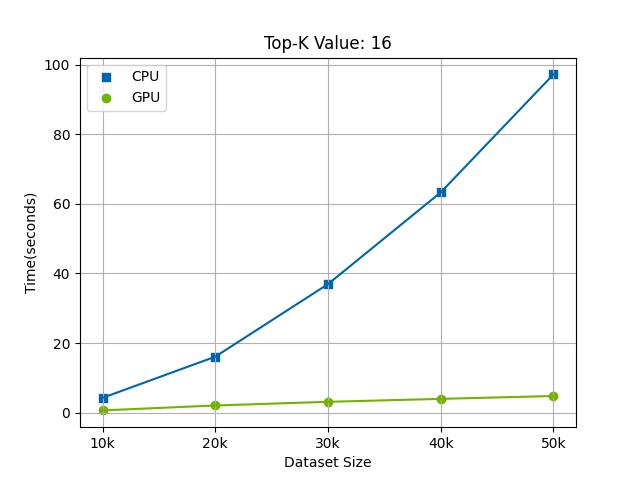 Top-K Value: 16
CPU
GPU
100
80
60
40
20
0
Time(seconds)
10k 20k 30k 40k 50k
Dataset Size